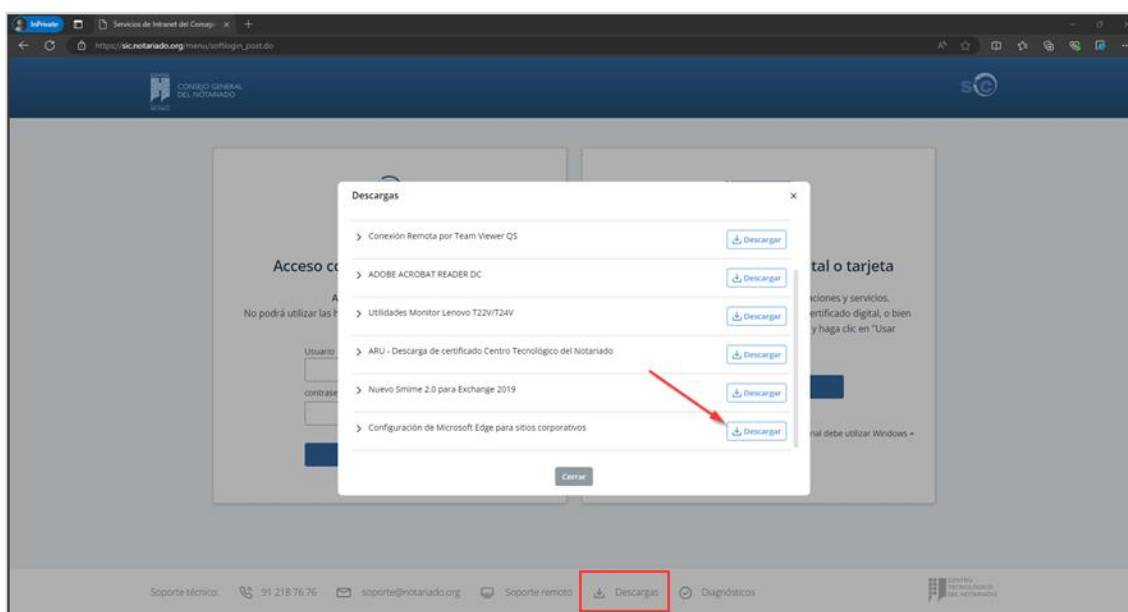 InPrivate
Servicios de Intranet del Consejo
https://sic.notariado.org/menu/softlogin_post.do
CONSEJO GENERAL
DEL NOTARIADO
sic
Descargas
Conexión Remota por Team Viewer QS
Descargar
ADOBE ACROBAT READER DC
Descargar
Utilidades Monitor Lenovo T22V/T24V
Descargar
ARU - Descarga de certificado Centro Tecnológico del Notariado
Descargar
Nuevo Smime 2.0 para Exchange 2019
Descargar
Configuración de Microsoft Edge para sitios corporativos
Descargar
Cerrar
Acceso co
A
No podrá utilizar las h
Usuario
contrase
tal o tarjeta
aciones y servicios.
ertificado digital, o bien
y haga clic en "Usar
nal debe utilizar Windows +
Soporte técnico:
91 218 76 76
soporte@notariado.org
Soporte remoto
Descargas
Diagnósticos
CENTRO
TECNOLÓGICO
DEL NOTARIADO